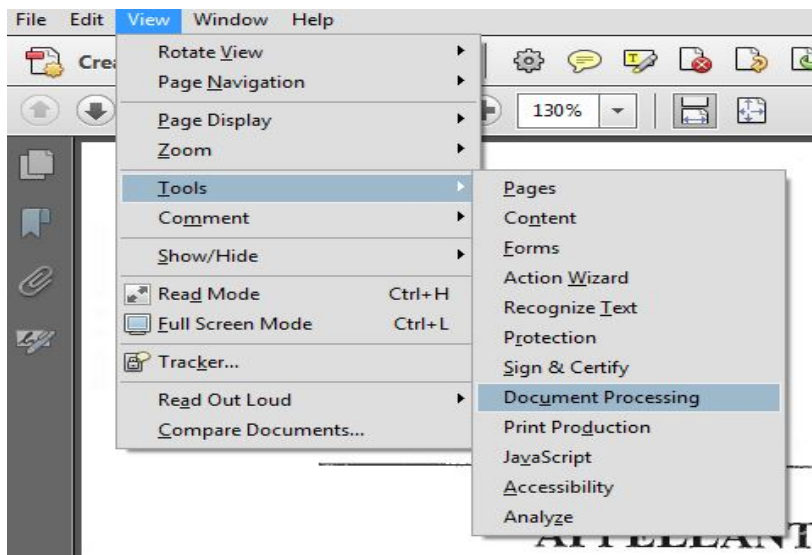 File Edit View Window Help
Rotate View
Crea
Page Navigation
130%
Page Display
Zoom
Tools
Pages
Comment
Content
Forms
Show/Hide
Action Wizard
Read Mode Ctrl+H
Recognize Text
Full Screen Mode Ctrl+L
Protection
Tracker...
Sign & Certify
Read Out Loud
Document Processing
Compare Documents...
Print Production
JavaScript
Accessibility
Analyze
APPELLANT